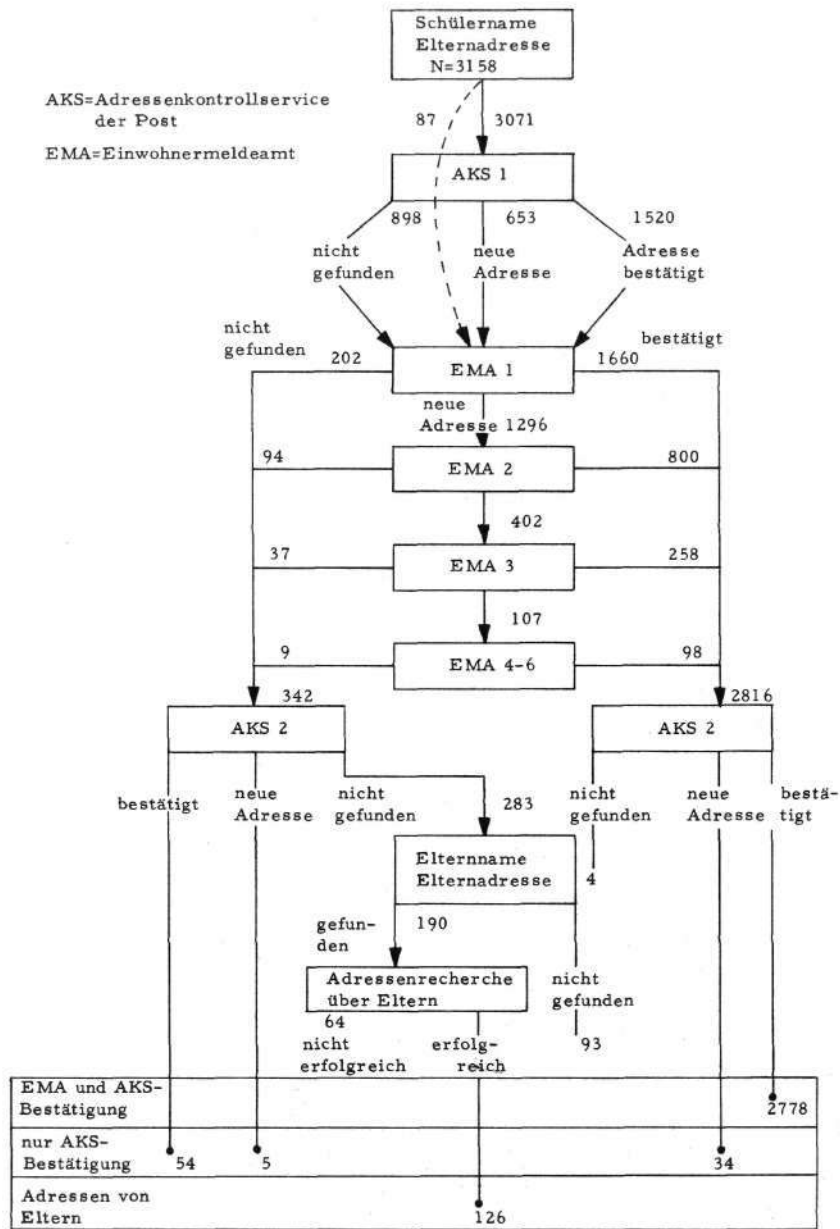 Schülername
Elternadresse
N=3158
AKS=Adressenkontrollservice
der Post
EMA=Einwohnermeldeamt
87
3071
AKS 1
898
653
1520
nicht
gefunden
neue
Adresse
Adresse
bestätigt
nicht
gefunden
bestätigt
202
EMA 1
1660
neue
Adresse 1296
94
EMA 2
800
402
37
EMA 3
258
107
9
EMA 4-6
98
342
2816
AKS 2
AKS 2
bestätigt
neue
Adresse
nicht
gefunden
283
nicht
gefunden
neue
Adresse
bestä-
tigt
Elternname
Elternadresse
4
gefun-
den
190
Adressenrecherche
über Eltern
nicht
gefunden
64
93
nicht
erfolgreich
erfolg-
reich
EMA und AKS-
Bestätigung
2778
nur AKS-
Bestätigung
54
5
34
Adressen von
Eltern
126